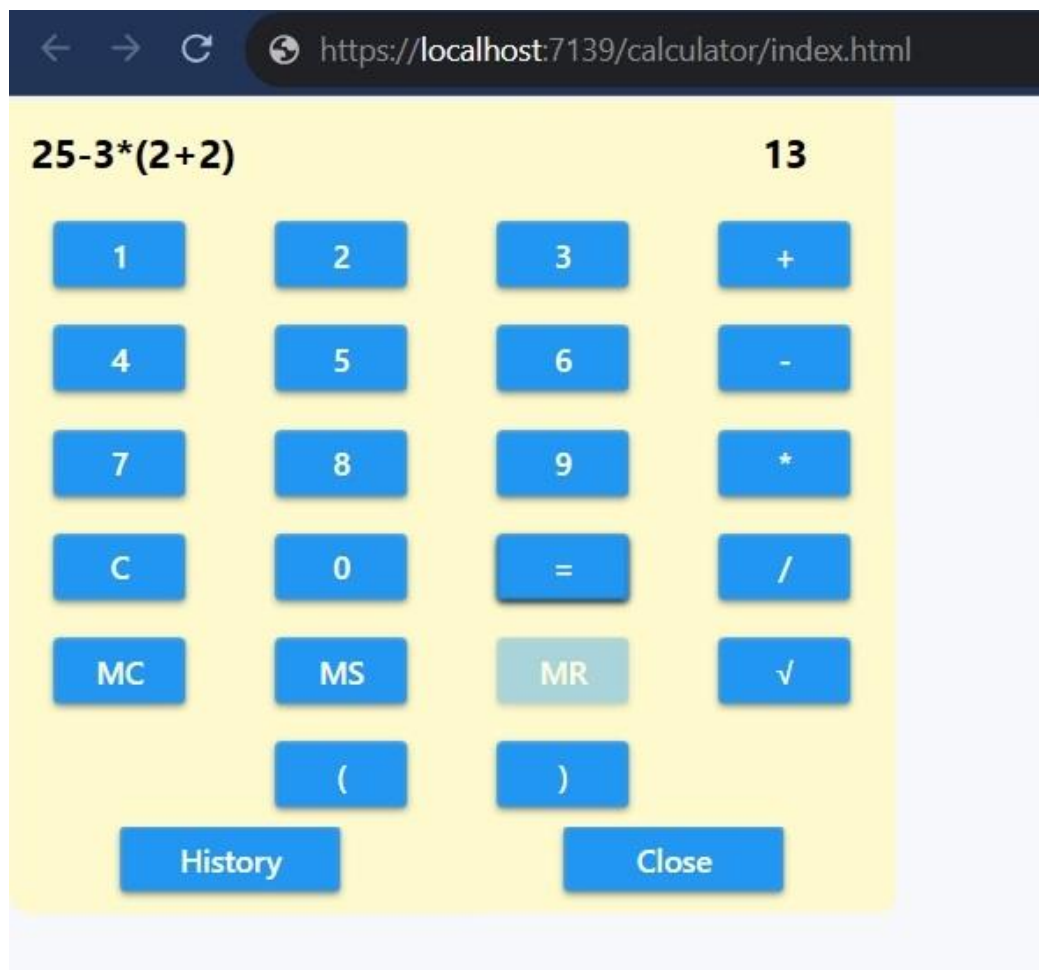 https://localhost:7139/calculator/index.html
25-3*(2+2) 13
1 2 3 +
4 5 6 -
7 8 9 *
C 0 = /
MC MS MR √
( )
History Close